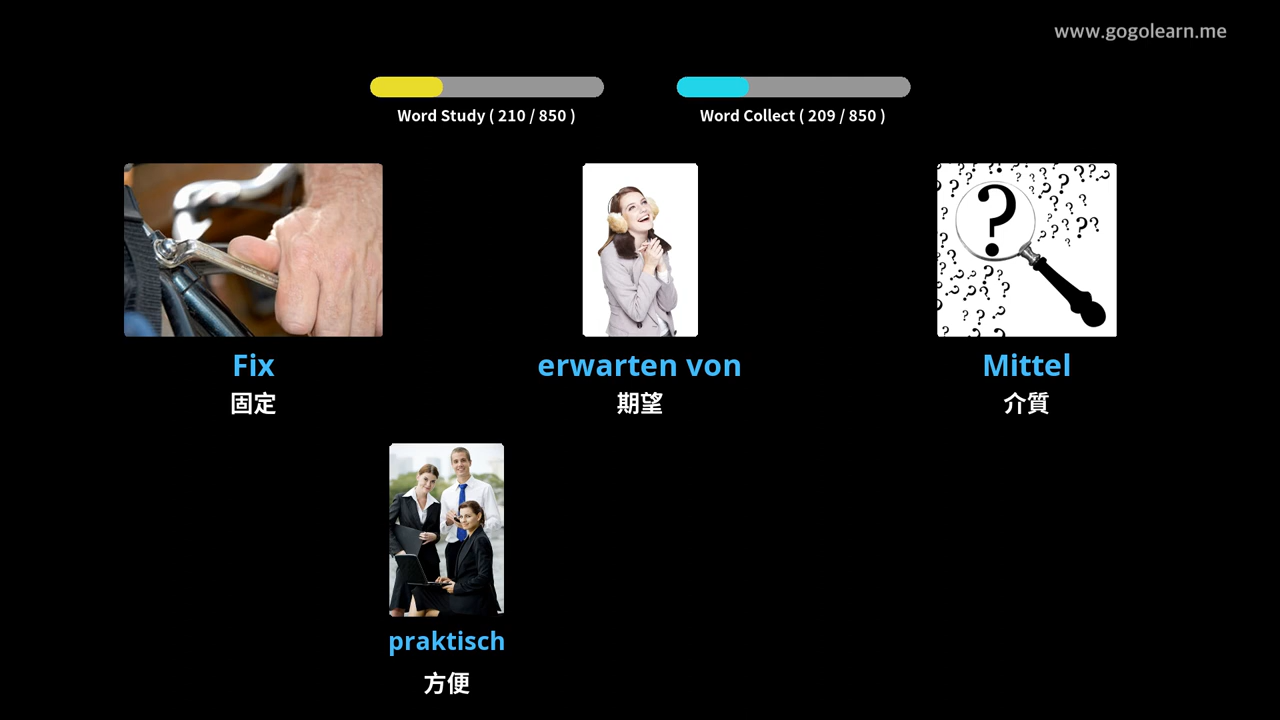 www.gogolearn.me
Word Study ( 210 / 850 )
Word Collect ( 209 / 850 )
Fix
固定
erwarten von
期望
Mittel
介質
praktisch
方便